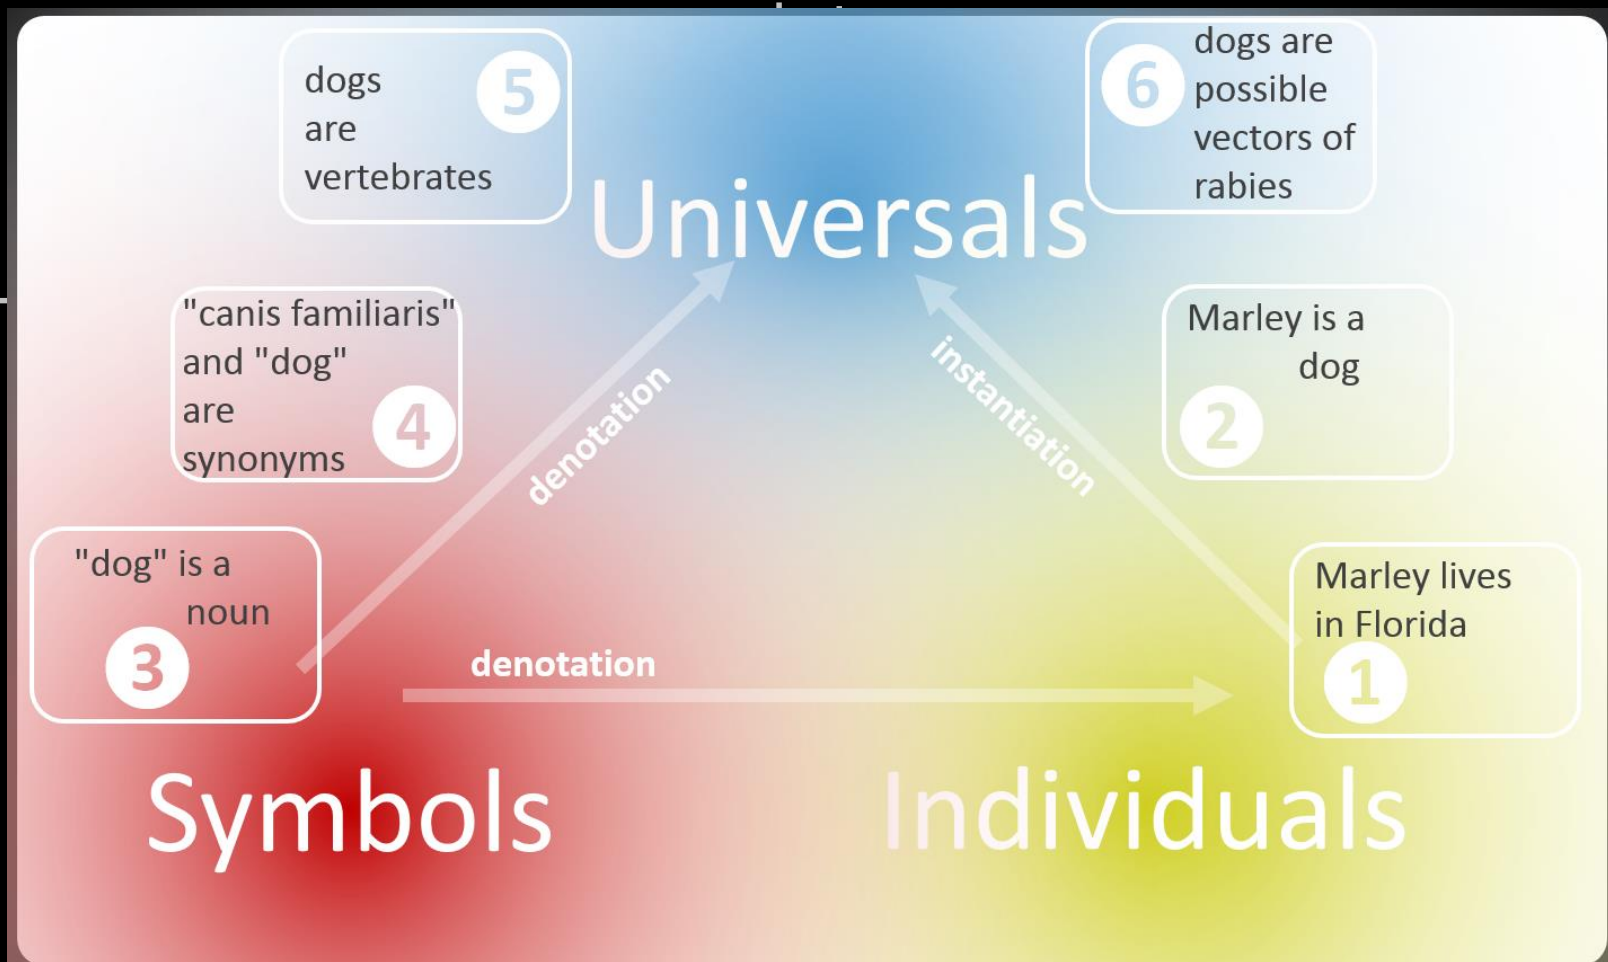 dogs
are
vertebrates
5
6
dogs are
possible
vectors of
rabies
Universals
"canis familiaris"
and "dog"
are
synonyms
4
denotation
instantiation
Marley is a
dog
2
"dog" is a
noun
3
denotation
Marley lives
in Florida
1
Symbols
Individuals